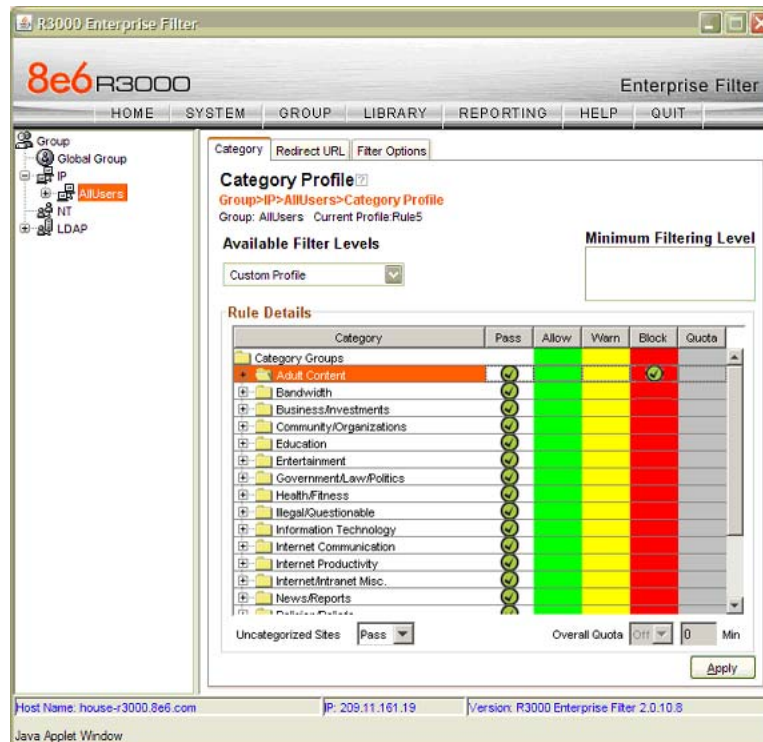 R3000 Enterprise Filter
8e6 R3000
Enterprise Filter
HOME SYSTEM GROUP LIBRARY REPORTING HELP QUIT
Group
Global Group
IP
AllUsers
NT
LDAP
Category Redirect URL Filter Options
Category Profile ?
Group>IP>AllUsers>Category Profile
Group: AllUsers Current Profile:Rule5
Available Filter Levels
Minimum Filtering Level
Custom Profile
Rule Details
Category Pass Allow Warn Block Quota
Category Groups
Adult Content
Bandwidth
Business/Investments
Community/Organizations
Education
Entertainment
Government/Law/Politics
Health/Fitness
Illegal/Questionable
Information Technology
Internet Communication
Internet Productivity
Internet/Intranet Misc.
News/Reports
Uncategorized Sites Pass Overall Quota Off 0 Min
Apply
Host Name: house-r3000.8e6.com IP: 209.11.161.19 Version: R3000 Enterprise Filter 2.0.10.8
Java Applet Window